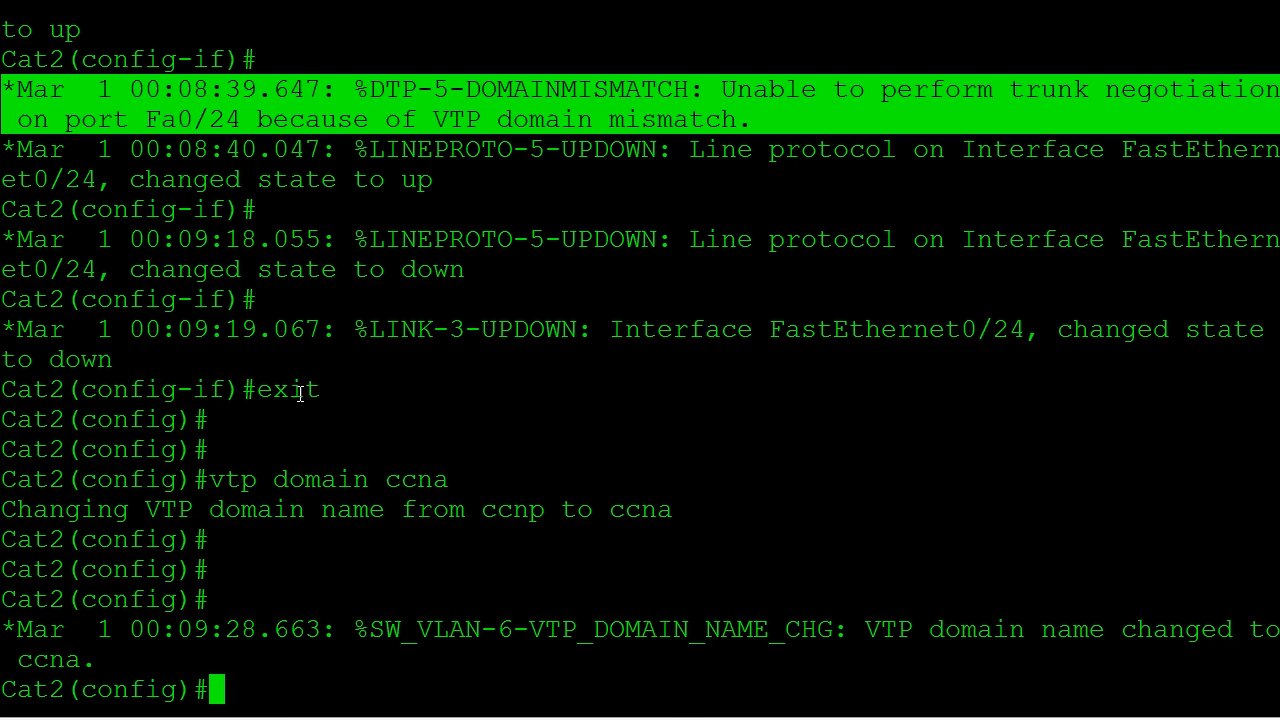 to up
Cat2(config-if)#
*Mar  1 00:08:39.647: %DTP-5-DOMAINMISMATCH: Unable to perform trunk negotiation
 on port Fa0/24 because of VTP domain mismatch.
*Mar  1 00:08:40.047: %LINEPROTO-5-UPDOWN: Line protocol on Interface FastEthern
et0/24, changed state to up
Cat2(config-if)#
*Mar  1 00:09:18.055: %LINEPROTO-5-UPDOWN: Line protocol on Interface FastEthern
et0/24, changed state to down
Cat2(config-if)#
*Mar  1 00:09:19.067: %LINK-3-UPDOWN: Interface FastEthernet0/24, changed state
to down
Cat2(config-if)#exit
Cat2(config)#
Cat2(config)#
Cat2(config)#vtp domain ccna
Changing VTP domain name from ccnp to ccna
Cat2(config)#
Cat2(config)#
Cat2(config)#
*Mar  1 00:09:28.663: %SW_VLAN-6-VTP_DOMAIN_NAME_CHG: VTP domain name changed to
 ccna.
Cat2(config)#